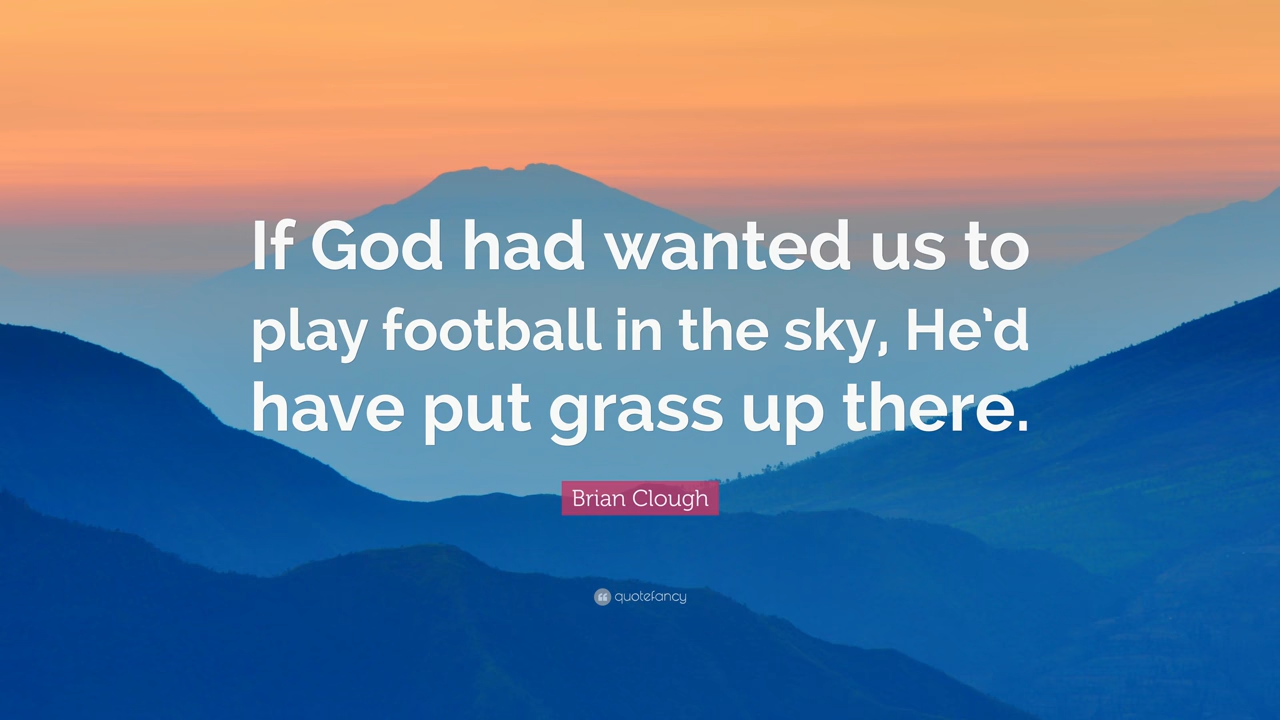 If God had wanted us to
play football in the sky, He’d
have put grass up there.
Brian Clough
quotefancy